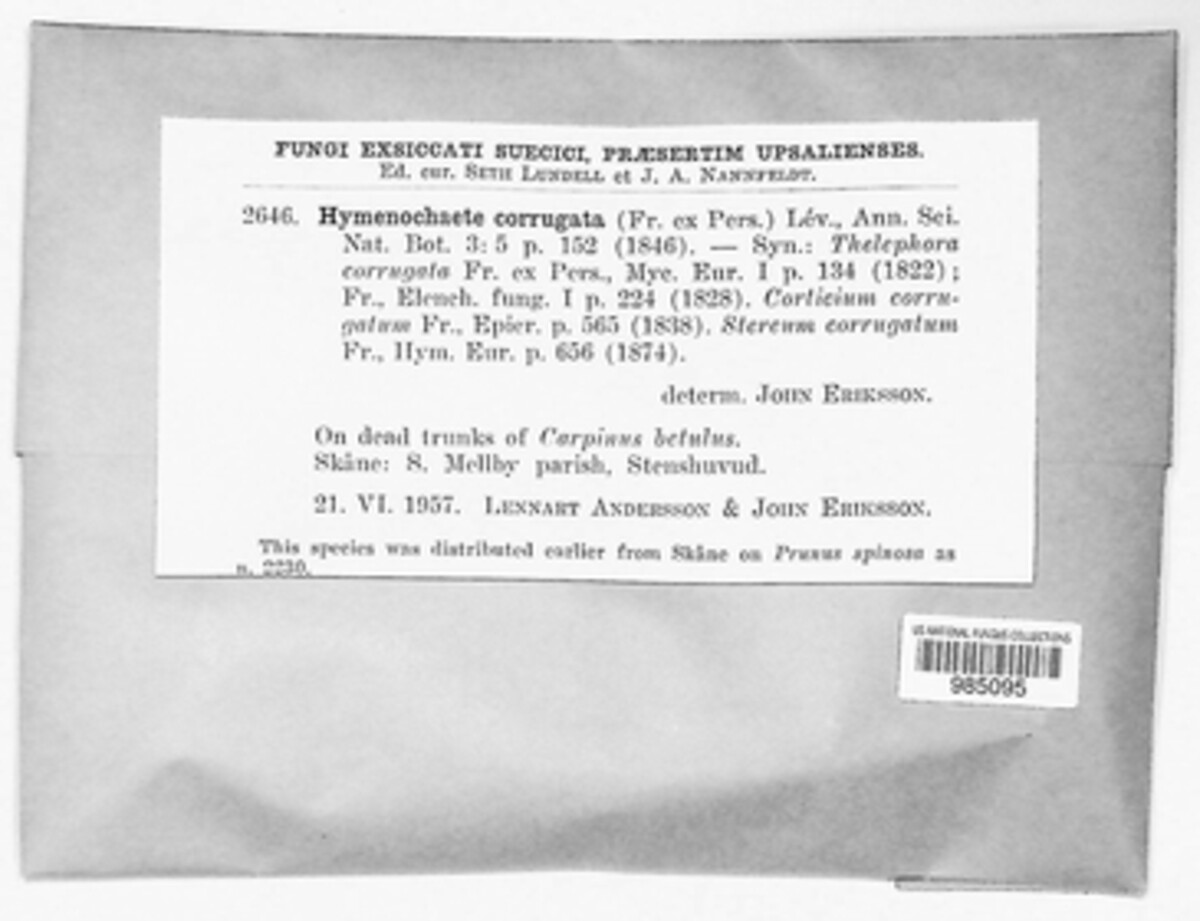 FUNGI EXSICCATI SUECICI, PRÆSERTIM UPSALIENSES.
Ed. cur. SETH LUNDELL et J. A. NANNFELDT.
2646. Hymenochaete corrugata (Fr. ex Pers.) Lév., Ann. Sci.
Nat. Bot. 3: 5 p. 152 (1846). — Syn.: Thelephora
corrugata Fr. ex Pers., Myc. Eur. I p. 134 (1822);
Fr., Elench. fung. I p. 224 (1828). Corticium corru-
gatum Fr., Epicr. p. 565 (1838). Stereum corrugatum
Fr., Hym. Eur. p. 656 (1874).
determ. JOHN ERIKSSON.
On dead trunks of Carpinus betulus.
Skåne: S. Mellby parish, Stenshuvud.
21. VI. 1957. LENNART ANDERSSON & JOHN ERIKSSON.
This species was distributed earlier from Skåne on Prunus spinosa as
n. 2230.
US NATIONAL FUNGUS COLLECTIONS
985095